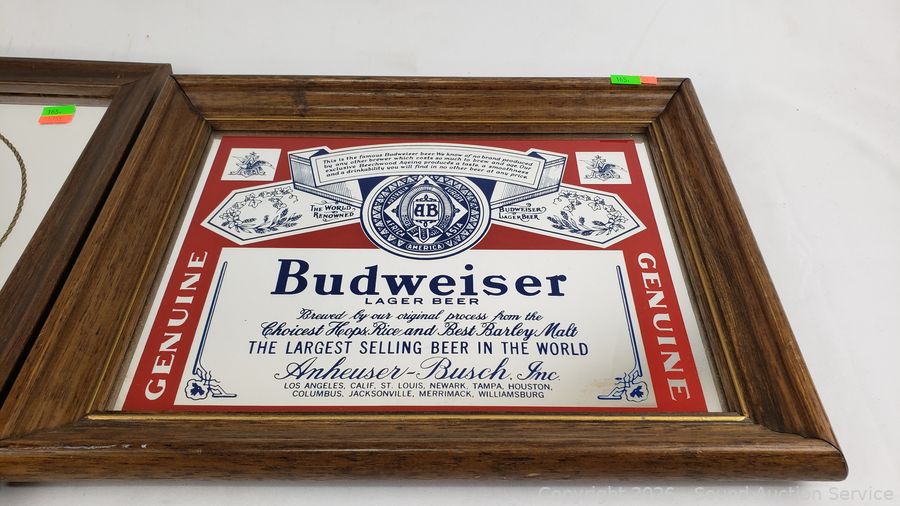 165.
165.
This is the famous Budweiser beer. We know of no brand produced
by any other brewer which costs so much to brew and age. Our
exclusive Beechwood Ageing produces a taste, a smoothness
and a drinkability you will find in no other beer at any price.
THE WORLD RENOWNED
BUDWEISER LAGER BEER
AB
AFRICA
AMERICA
ASIA
GENUINE
Budweiser
LAGER BEER
Brewed by our original process from the
Choicest Hops, Rice and Best Barley Malt
THE LARGEST SELLING BEER IN THE WORLD
Anheuser-Busch, Inc.
LOS ANGELES, CALIF. ST. LOUIS, NEWARK, TAMPA, HOUSTON,
COLUMBUS, JACKSONVILLE, MERRIMACK, WILLIAMSBURG
GENUINE
Copyright 2026 - Sound Auction Service